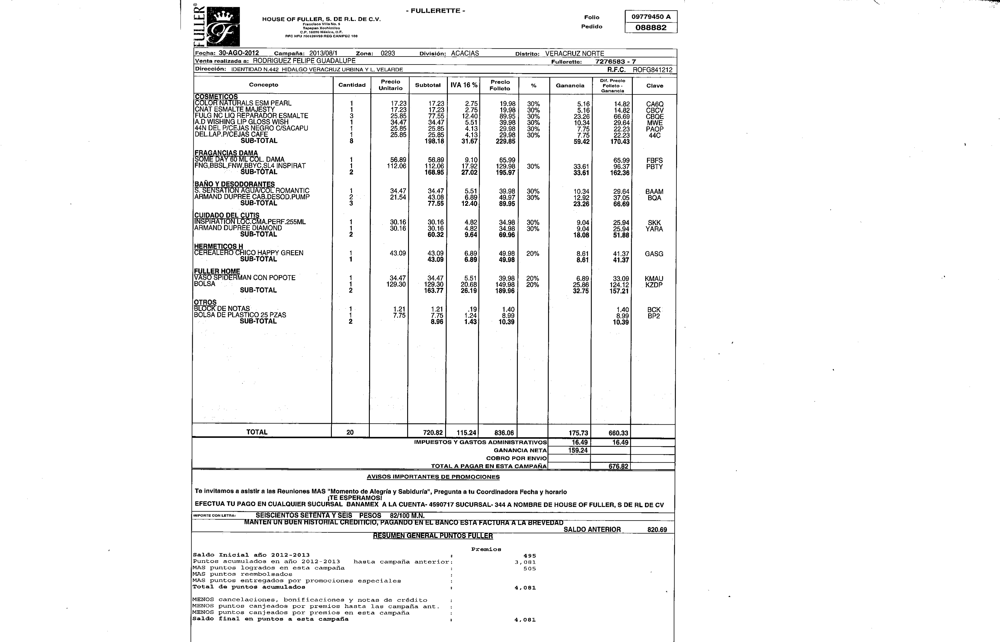 FULLER®
- FULLERETTE -
HOUSE OF FULLER, S. DE R.L. DE C.V.
Francisco Villa No. 5
Tepepan Xochimilco
C.P. 16020 México, D.F.
RFC HFU 700126V99 REG CANIPEC 108
Folio 09779450 A
Pedido 088882
Fecha: 30-AGO-2012 Campaña: 2013/08/1 Zona: 0293 División: ACACIAS Distrito: VERACRUZ NORTE
Venta realizada a: RODRIGUEZ FELIPE GUADALUPE Fullerette: 7276583 - 7
Dirección: IDENTIDAD N.442 HIDALGO VERACRUZ URBINA Y L. VELARDE R.F.C. ROFG841212
Concepto Cantidad Precio Unitario Subtotal IVA 16 % Precio Folleto % Ganancia Dif. Precio Folleto - Ganancia Clave
COSMETICOS
COLOR NATURALS ESM PEARL 1 17.23 17.23 2.75 19.98 30% 5.16 14.82 CA6Q
CNAT ESMALTE MAJESTY 1 17.23 17.23 2.75 19.98 30% 5.16 14.82 CBCV
FULG NC LIQ REPARADOR ESMALTE 3 25.85 77.55 12.40 89.95 30% 23.26 66.69 CBQE
A.D WISHING LIP GLOSS WISH 1 34.47 34.47 5.51 39.98 30% 10.34 29.64 MWE
44N DEL P/CEJAS NEGRO C/SACAPU 1 25.85 25.85 4.13 29.98 30% 7.75 22.23 PAOP
DEL.LAP.P/CEJAS CAFE 1 25.85 25.85 4.13 29.98 30% 7.75 22.23 44C
SUB-TOTAL 8 198.18 31.67 229.85 59.42 170.43
FRAGANCIAS DAMA
SOME DAY 60 ML COL. DAMA 1 56.89 56.89 9.10 65.99 65.99 FBFS
FNG,BBSL,FNW,BBYC,SL4 INSPIRAT 1 112.06 112.06 17.92 129.98 30% 33.61 96.37 PBTY
SUB-TOTAL 2 168.95 27.02 195.97 33.61 162.36
BAÑO Y DESODORANTES
S. SENSATION AGUA/COL ROMANTIC 1 34.47 34.47 5.51 39.98 30% 10.34 29.64 BAAM
ARMAND DUPREE CAB.DESOD.PUMP 2 21.54 43.08 6.89 49.97 30% 12.92 37.05 BQA
SUB-TOTAL 3 77.55 12.40 89.95 23.26 66.69
CUIDADO DEL CUTIS
INSPIRATION LOC.CMA.PERF.255ML 1 30.16 30.16 4.82 34.98 30% 9.04 25.94 SKK
ARMAND DUPREE DIAMOND 1 30.16 30.16 4.82 34.98 30% 9.04 25.94 YARA
SUB-TOTAL 2 60.32 9.64 69.96 18.08 51.88
HERMETICOS H
CEREALERO CHICO HAPPY GREEN 1 43.09 43.09 6.89 49.98 20% 8.61 41.37 GASG
SUB-TOTAL 1 43.09 6.89 49.98 8.61 41.37
FULLER HOME
VASO SPIDERMAN CON POPOTE 1 34.47 34.47 5.51 39.98 20% 6.89 33.09 KMAU
BOLSA 1 129.30 129.30 20.68 149.98 20% 25.86 124.12 KZDP
SUB-TOTAL 2 163.77 26.19 189.96 32.75 157.21
OTROS
BLOCK DE NOTAS 1 1.21 1.21 .19 1.40 1.40 BCK
BOLSA DE PLASTICO 25 PZAS 1 7.75 7.75 1.24 8.99 8.99 BP2
SUB-TOTAL 2 8.96 1.43 10.39 10.39
TOTAL 20 720.82 115.24 836.06 175.73 660.33
IMPUESTOS Y GASTOS ADMINISTRATIVOS 16.49 16.49
GANANCIA NETA 159.24
COBRO POR ENVIO
TOTAL A PAGAR EN ESTA CAMPAÑA 676.82
AVISOS IMPORTANTES DE PROMOCIONES
Te invitamos a asistir a las Reuniones MAS "Momento de Alegría y Sabiduría", Pregunta a tu Coordinadora Fecha y horario
¡TE ESPERAMOS!
EFECTUA TU PAGO EN CUALQUIER SUCURSAL BANAMEX A LA CUENTA- 4590717 SUCURSAL- 344 A NOMBRE DE HOUSE OF FULLER, S DE RL DE CV
IMPORTE CON LETRA: SEISCIENTOS SETENTA Y SEIS PESOS 82/100 M.N.
MANTEN UN BUEN HISTORIAL CREDITICIO, PAGANDO EN EL BANCO ESTA FACTURA A LA BREVEDAD
SALDO ANTERIOR 820.69
RESUMEN GENERAL PUNTOS FULLER
Premios
Saldo Inicial año 2012-2013 : 495
Puntos acumulados en año 2012-2013 hasta campaña anterior: 3,081
MAS puntos logrados en esta campaña : 505
MAS puntos reembolsados :
MAS puntos entregados por promociones especiales :
Total de puntos acumulados : 4,081
MENOS cancelaciones, bonificaciones y notas de crédito :
MENOS puntos canjeados por premios hasta las campaña ant. :
MENOS puntos canjeados por premios en esta campaña :
Saldo final en puntos a esta campaña : 4,081